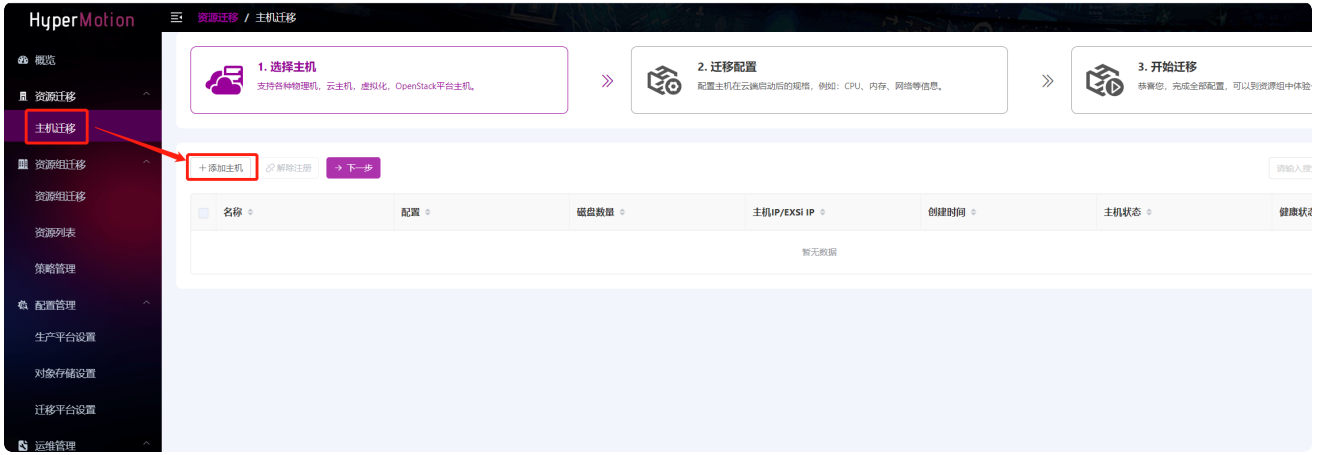 HyperMotion
资源迁移 / 主机迁移
概览
资源迁移
主机迁移
资源组迁移
资源组迁移
资源列表
策略管理
配置管理
生产平台设置
对象存储设置
迁移平台设置
运维管理
1. 选择主机
支持各种物理机，云主机，虚拟化，OpenStack平台主机。
2. 迁移配置
配置主机在云端启动后的规格，例如：CPU、内存、网络等信息。
3. 开始迁移
恭喜您，完成全部配置，可以到资源组中体验
+ 添加主机 解除注册 → 下一步
请输入搜
名称 配置 磁盘数量 主机IP/EXSi IP 创建时间 主机状态 健康状态
暂无数据